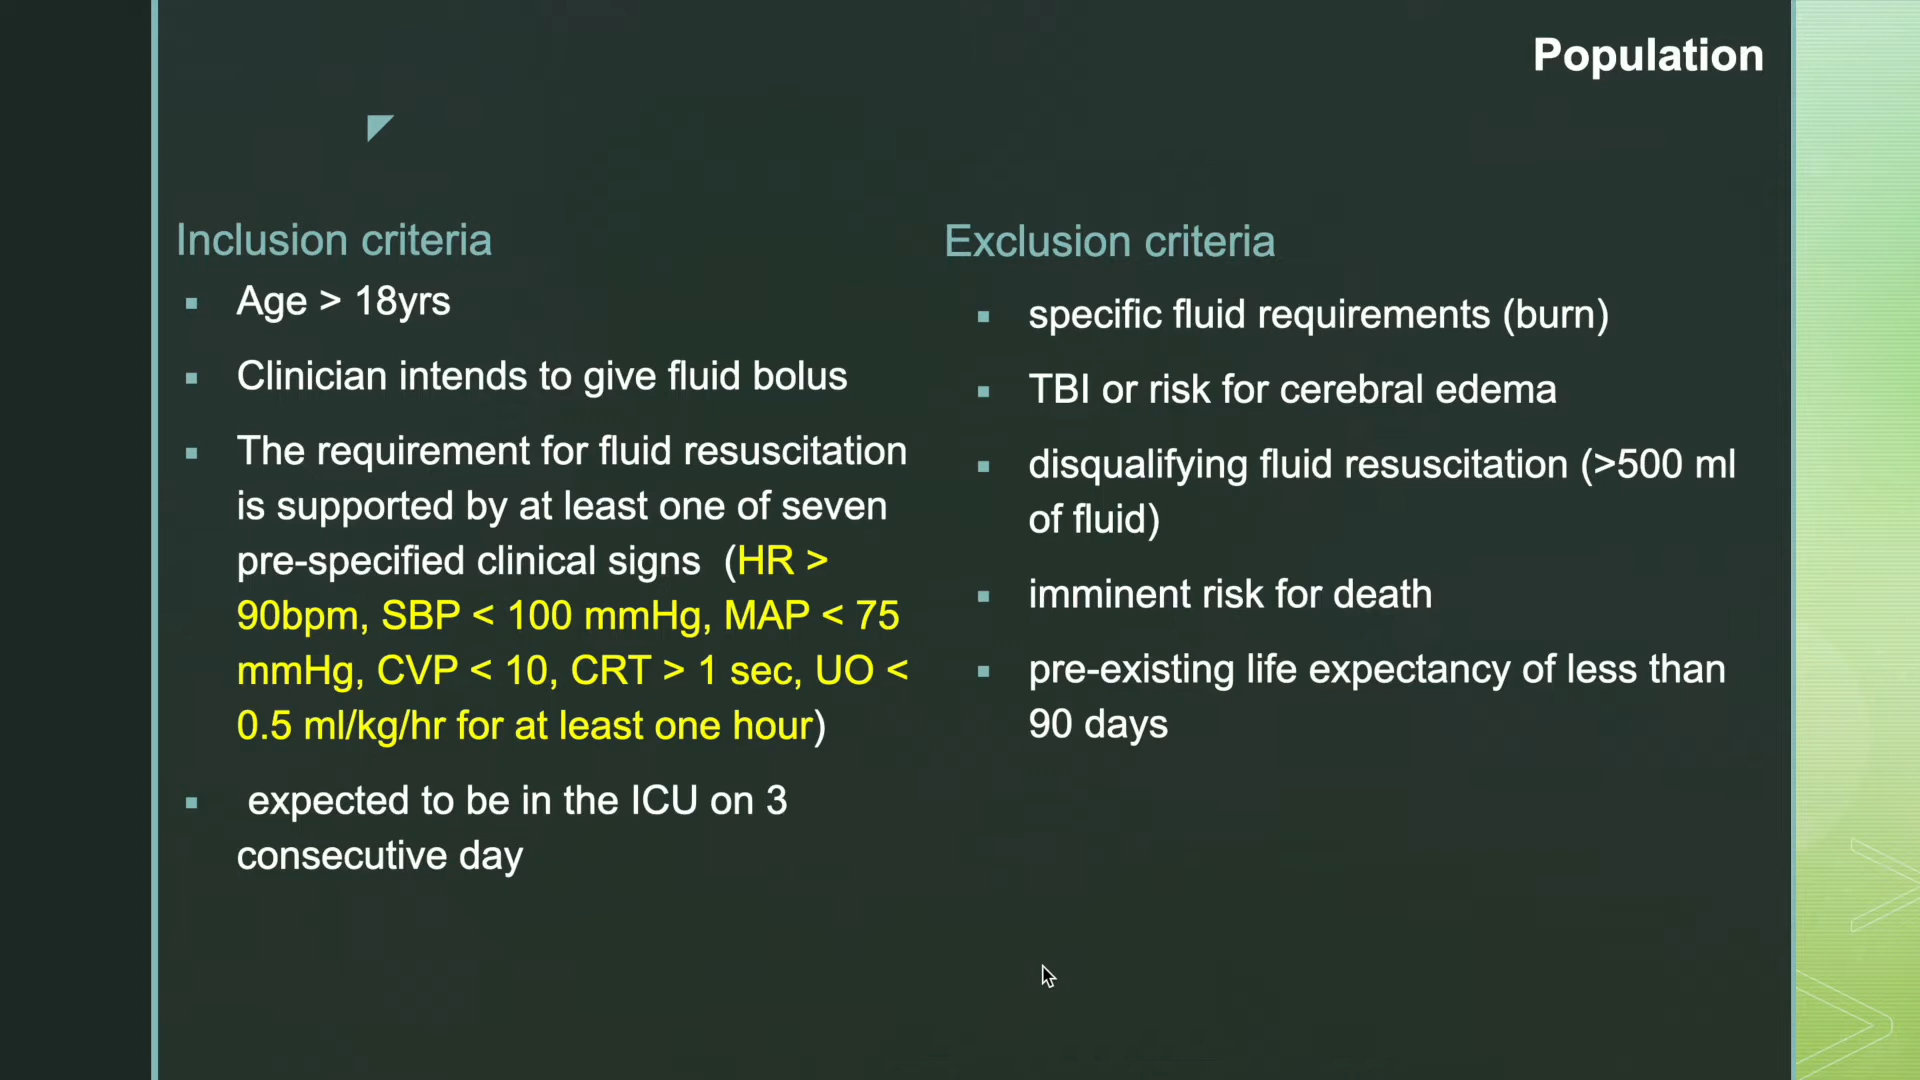 Population
Inclusion criteria
▪ Age > 18yrs
▪ Clinician intends to give fluid bolus
▪ The requirement for fluid resuscitation
is supported by at least one of seven
pre-specified clinical signs (HR >
90bpm, SBP < 100 mmHg, MAP < 75
mmHg, CVP < 10, CRT > 1 sec, UO <
0.5 ml/kg/hr for at least one hour)
▪ expected to be in the ICU on 3
consecutive day
Exclusion criteria
▪ specific fluid requirements (burn)
▪ TBI or risk for cerebral edema
▪ disqualifying fluid resuscitation (>500 ml
of fluid)
▪ imminent risk for death
▪ pre-existing life expectancy of less than
90 days